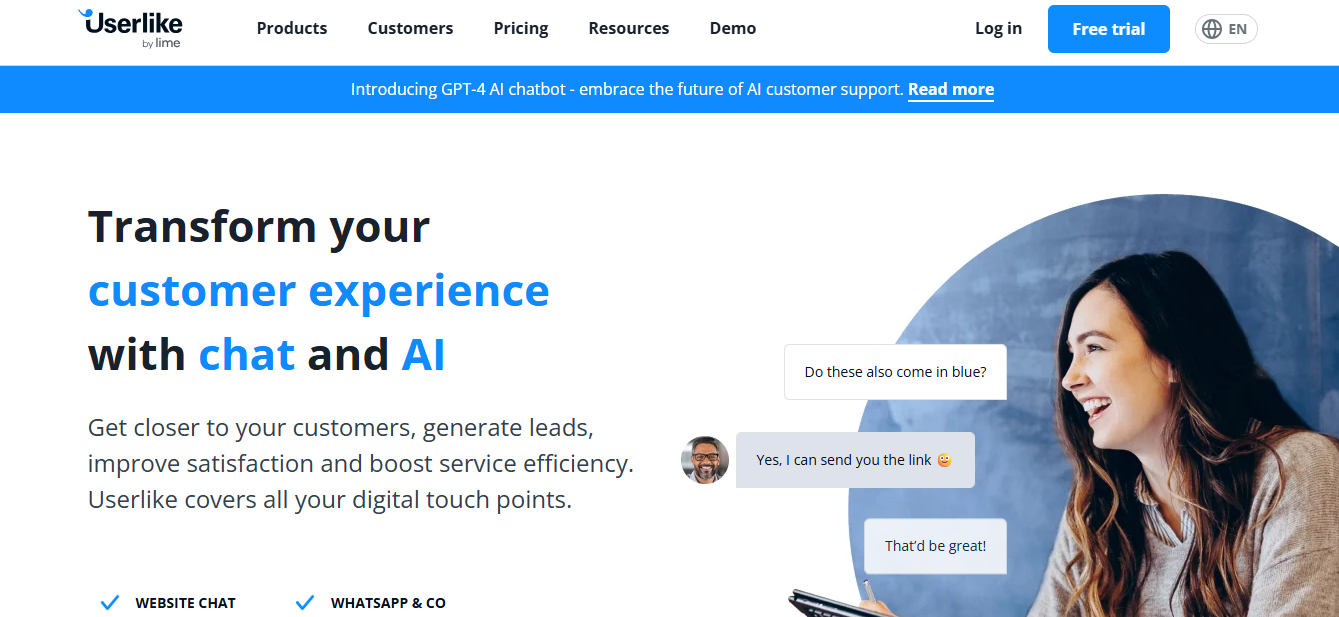 Userlike
by lime
Products Customers Pricing Resources Demo Log in Free trial EN
Introducing GPT-4 AI chatbot - embrace the future of AI customer support. Read more
Transform your
customer experience
with chat and AI
Get closer to your customers, generate leads,
improve satisfaction and boost service efficiency.
Userlike covers all your digital touch points.
WEBSITE CHAT WHATSAPP & CO
Do these also come in blue?
Yes, I can send you the link 😜
That’d be great!